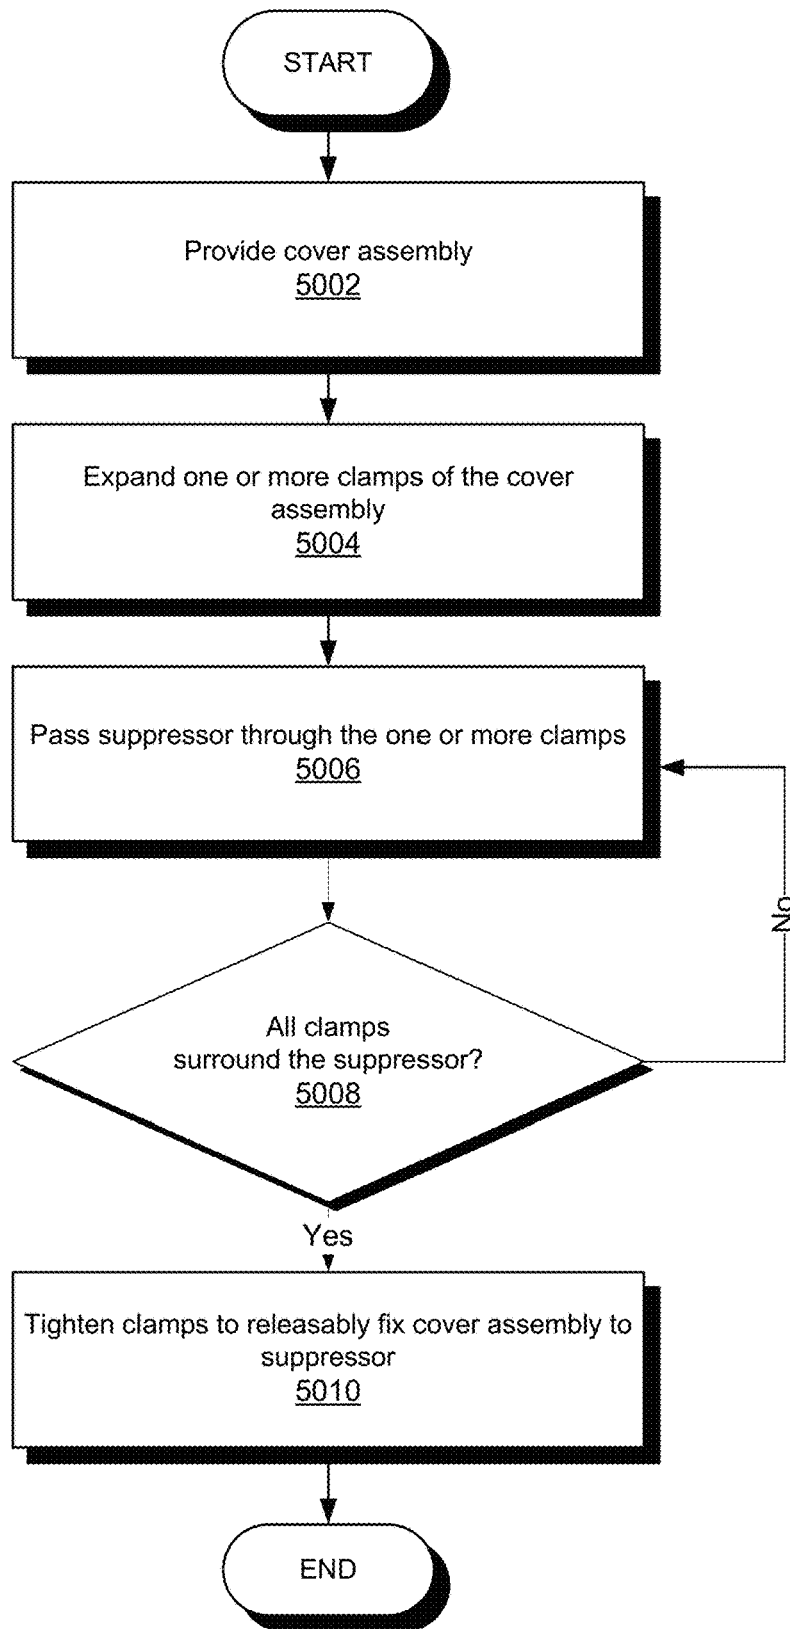 START
Provide cover assembly
5002
Expand one or more clamps of the cover
assembly
5004
Pass suppressor through the one or more clamps
5006
No
All clamps
surround the suppressor?
5008
Yes
Tighten clamps to releasably fix cover assembly to
suppressor
5010
END